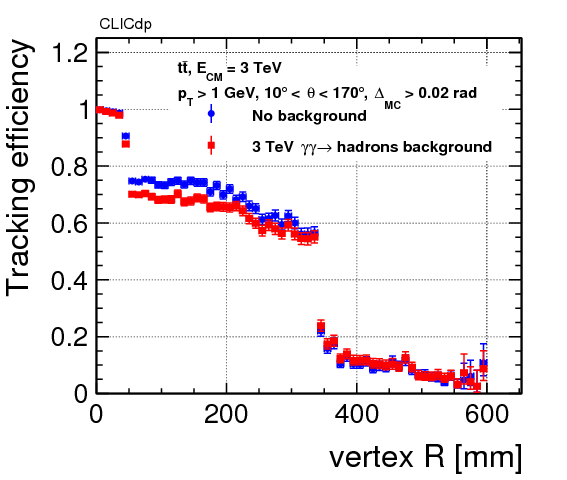 CLICdp
tt̄, E_CM = 3 TeV
p_T > 1 GeV, 10° < θ < 170°, Δ_MC > 0.02 rad
No background
3 TeV γγ→ hadrons background
Tracking efficiency
1.2
1
0.8
0.6
0.4
0.2
0
0 200 400 600
vertex R [mm]